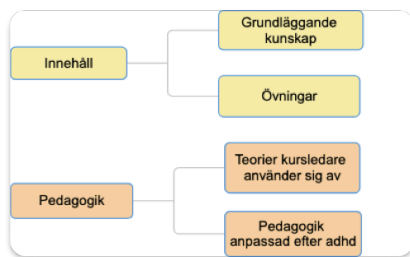 Innehåll
Grundläggande
kunskap
Övningar
Pedagogik
Teorier kursledare
använder sig av
Pedagogik
anpassad efter adhd